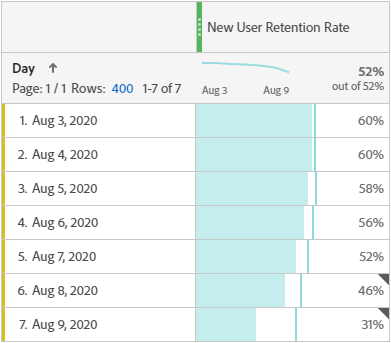 New User Retention Rate
Day ↑
52%
Page: 1 / 1 Rows: 400 1-7 of 7
out of 52%
Aug 3
Aug 9
1. Aug 3, 2020 60%
2. Aug 4, 2020 60%
3. Aug 5, 2020 58%
4. Aug 6, 2020 56%
5. Aug 7, 2020 52%
6. Aug 8, 2020 46%
7. Aug 9, 2020 31%